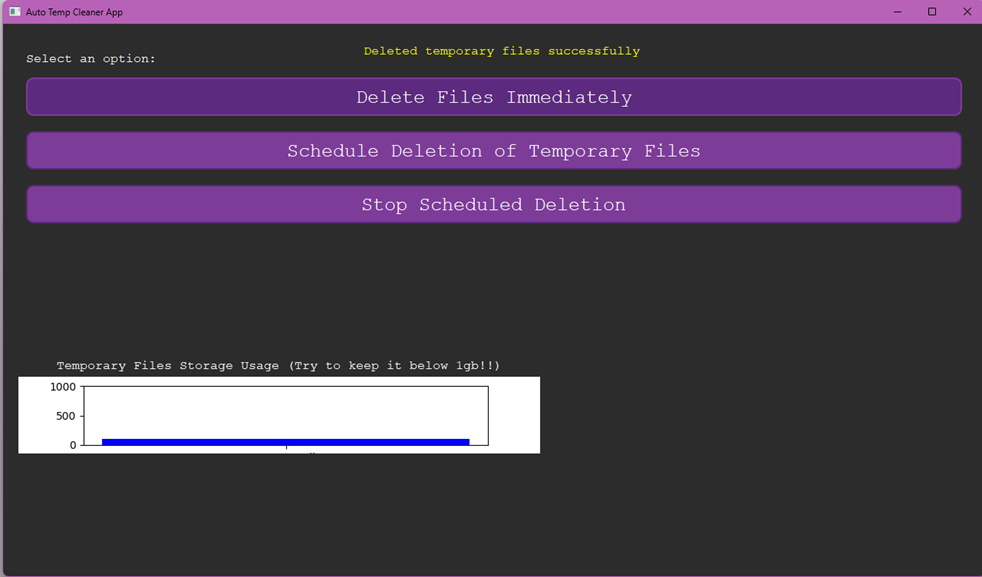 Auto Temp Cleaner App
Deleted temporary files successfully
Select an option:
Delete Files Immediately
Schedule Deletion of Temporary Files
Stop Scheduled Deletion
Temporary Files Storage Usage (Try to keep it below 1gb!!)
1000
500
0